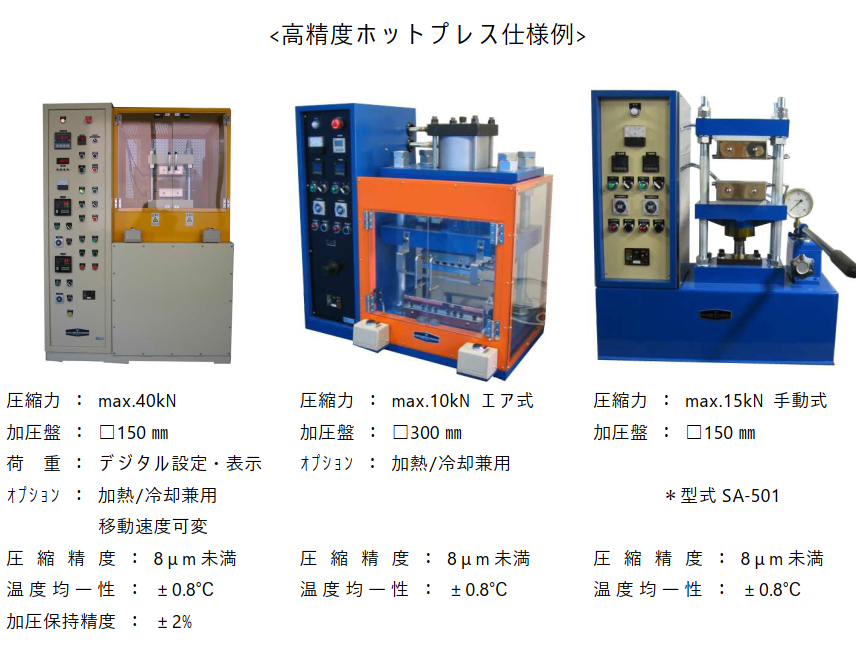 <高精度ホットプレス仕様例>
圧縮力 : max.40kN
加圧盤 : □150 ㎜
荷　重 : デジタル設定・表示
ｵﾌﾟｼｮﾝ : 加熱/冷却兼用
移動速度可変
圧縮精度 : 8μm未満
温度均一性 : ±0.8℃
加圧保持精度 : ±2%
圧縮力 : max.10kN エア式
加圧盤 : □300 ㎜
ｵﾌﾟｼｮﾝ : 加熱/冷却兼用
圧縮精度 : 8μm未満
温度均一性 : ±0.8℃
圧縮力 : max.15kN 手動式
加圧盤 : □150 ㎜
＊型式 SA-501
圧縮精度 : 8μm未満
温度均一性 : ±0.8℃